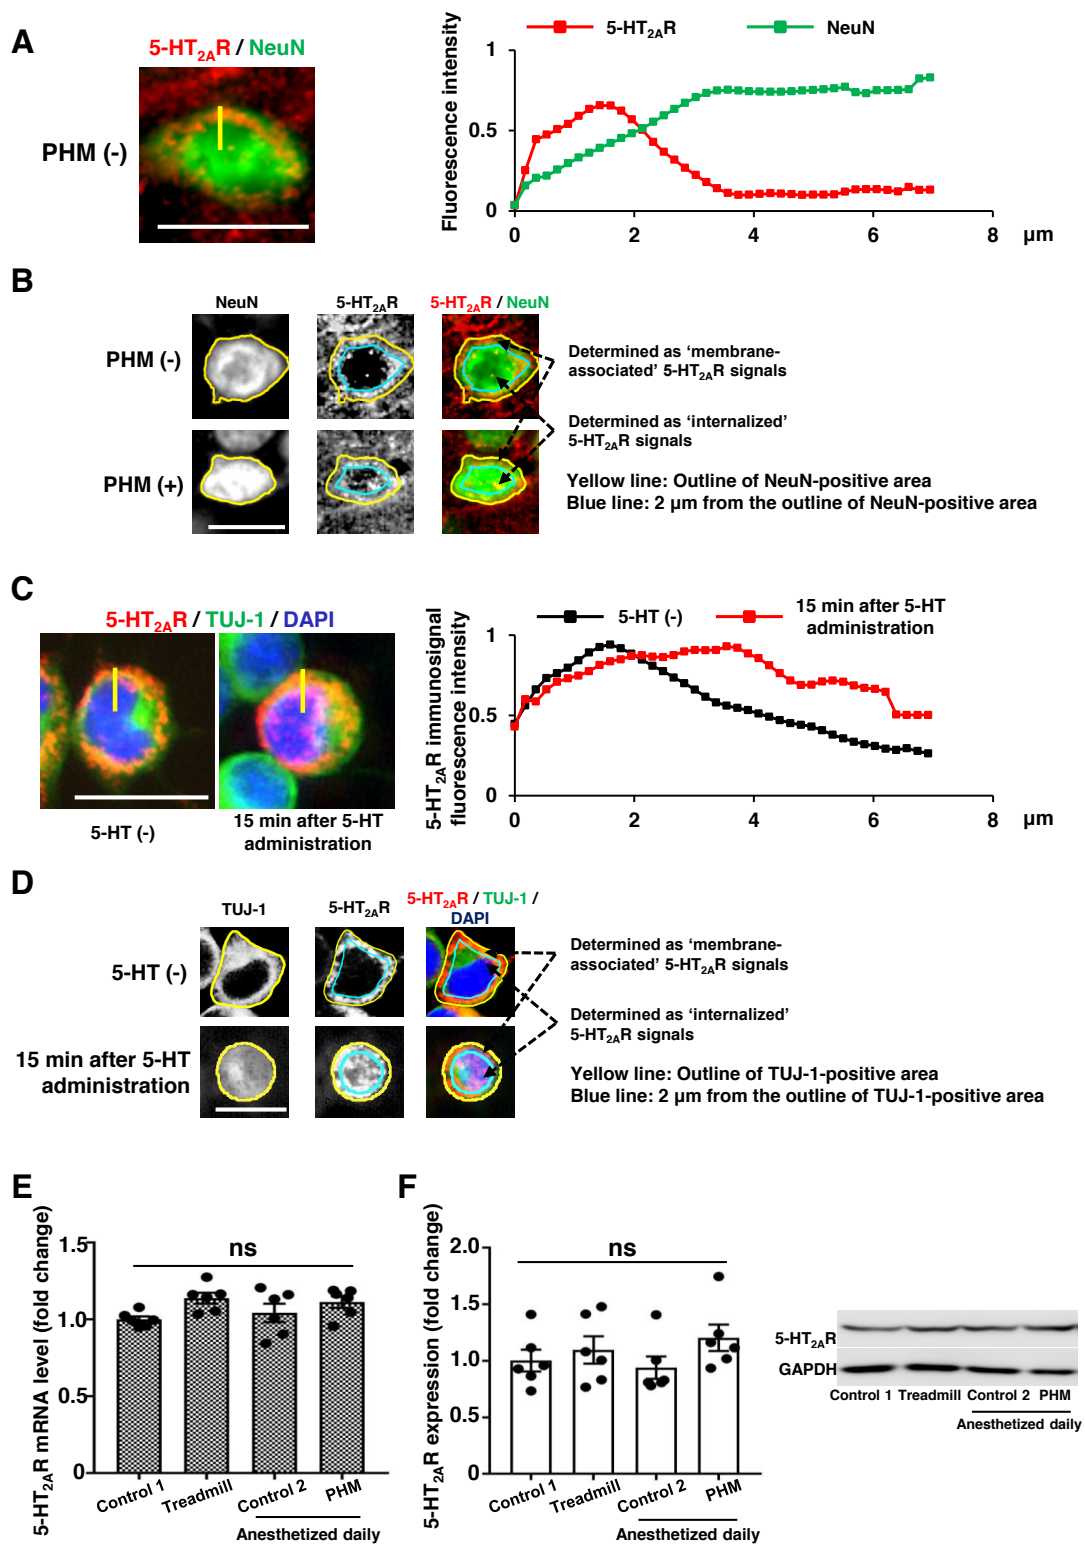 A
5-HT2AR / NeuN
PHM (-)
5-HT2AR NeuN
Fluorescence intensity
1
0.5
0
0 2 4 6 8 µm
B
NeuN 5-HT2AR 5-HT2AR / NeuN
PHM (-)
PHM (+)
Determined as ‘membrane-
associated’ 5-HT2AR signals
Determined as ‘internalized’
5-HT2AR signals
Yellow line: Outline of NeuN-positive area
Blue line: 2 µm from the outline of NeuN-positive area
C
5-HT2AR / TUJ-1 / DAPI
5-HT (-)
15 min after 5-HT
administration
5-HT (-)
15 min after 5-HT
administration
5-HT2AR immunosignal
fluorescence intensity
1
0.5
0
0 2 4 6 8 µm
D
TUJ-1 5-HT2AR 5-HT2AR / TUJ-1 /
DAPI
5-HT (-)
15 min after 5-HT
administration
Determined as ‘membrane-
associated’ 5-HT2AR signals
Determined as ‘internalized’
5-HT2AR signals
Yellow line: Outline of TUJ-1-positive area
Blue line: 2 µm from the outline of TUJ-1-positive area
E
5-HT2AR mRNA level (fold change)
1.5
1.0
0.5
0
ns
Control 1 Treadmill Control 2 PHM
Anesthetized daily
F
5-HT2AR expression (fold change)
2.0
1.5
1.0
0.5
0
ns
Control 1 Treadmill Control 2 PHM
Anesthetized daily
5-HT2AR
GAPDH
Control 1 Treadmill Control 2 PHM
Anesthetized daily